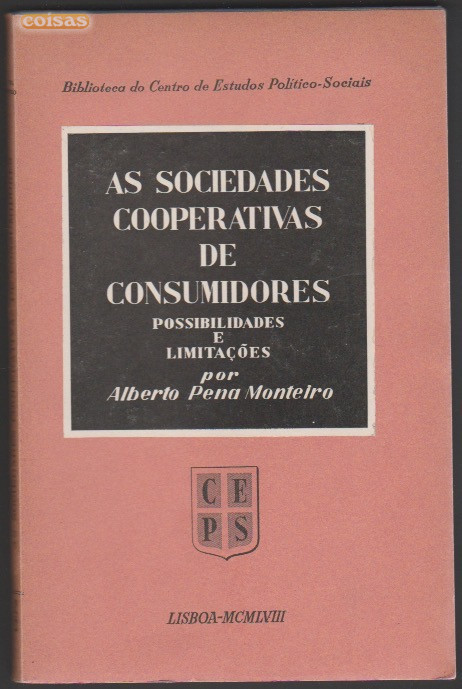 coisas
Biblioteca do Centro de Estudos Político-Sociais
AS SOCIEDADES
COOPERATIVAS
DE
CONSUMIDORES
POSSIBILIDADES
E
LIMITAÇÕES
por
Alberto Pena Monteiro
C E
P S
LISBOA-MCMLVIII